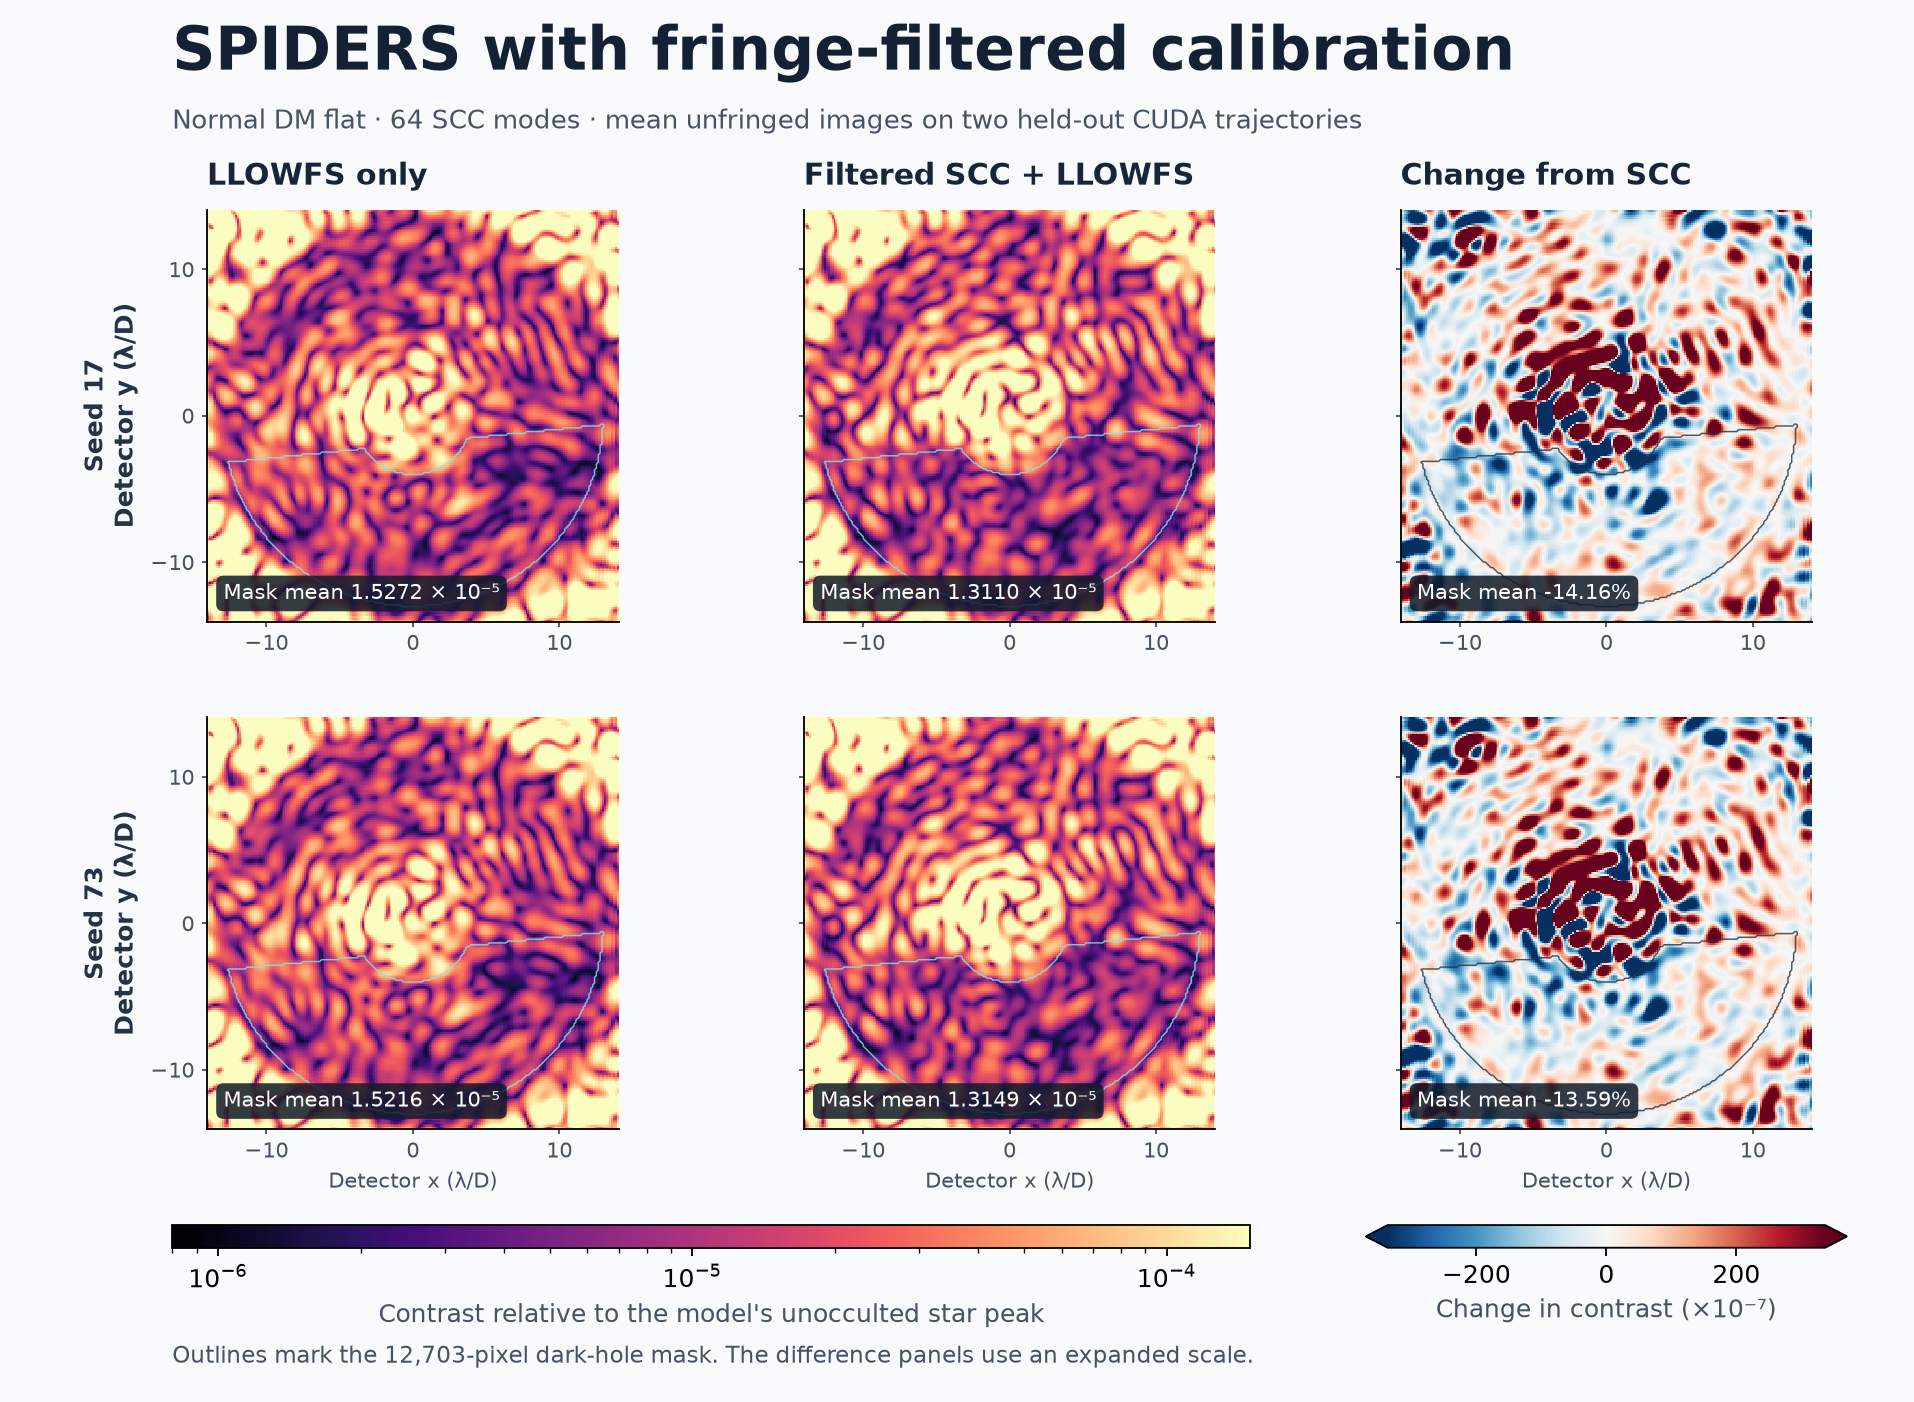 SPIDERS with fringe-filtered calibration
Normal DM flat · 64 SCC modes · mean unfringed images on two held-out CUDA trajectories
LLOWFS only
Filtered SCC + LLOWFS
Change from SCC
Seed 17
Detector y (λ/D)
10
0
−10
Mask mean 1.5272 × 10⁻⁵
Mask mean 1.3110 × 10⁻⁵
Mask mean -14.16%
−10 0 10
−10 0 10
−10 0 10
Seed 73
Detector y (λ/D)
10
0
−10
Mask mean 1.5216 × 10⁻⁵
Mask mean 1.3149 × 10⁻⁵
Mask mean -13.59%
−10 0 10
−10 0 10
−10 0 10
Detector x (λ/D)
Detector x (λ/D)
Detector x (λ/D)
10⁻⁶ 10⁻⁵ 10⁻⁴
Contrast relative to the model's unocculted star peak
−200 0 200
Change in contrast (×10⁻⁷)
Outlines mark the 12,703-pixel dark-hole mask. The difference panels use an expanded scale.